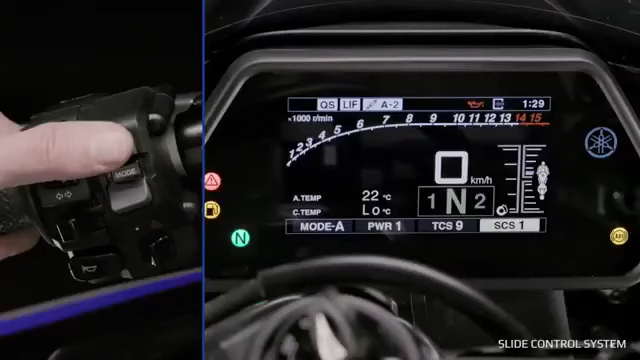 MODE
QS LIF A-2 1:29
×1000 r/min
1 2 3 4 5 6 7 8 9 10 11 12 13 14 15
0 km/h
A.TEMP 22 °C
C.TEMP Lo °C
1 N 2
MODE-A PWR 1 TCS 9 SCS 1
N
ABS
SLIDE CONTROL SYSTEM